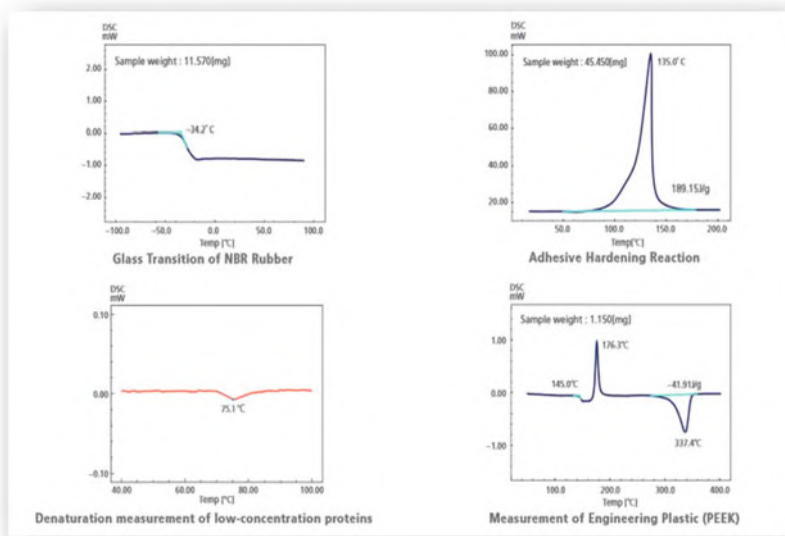 DSC
mW
Sample weight : 11.570[mg]
2.00
1.00
0.00
-1.00
-2.00
-34.2°C
-100.0 -50.0 0.0 50.0 100.0
Temp [°C]
Glass Transition of NBR Rubber
DSC
mW
Sample weight : 45.450[mg]
100.00
80.00
60.00
40.00
20.00
135.0°C
189.15J/g
50.0 100.0 150.0 200.0
Temp[°C]
Adhesive Hardening Reaction
DSC
mW
0.10
0.00
-0.10
75.1°C
40.00 60.00 80.00 100.00
Temp [°C]
Denaturation measurement of low-concentration proteins
DSC
mW
Sample weight : 1.150[mg]
1.00
0.00
-1.00
176.3°C
145.0°C
-41.91J/g
337.4°C
100.0 200.0 300.0 400.0
Temp [°C]
Measurement of Engineering Plastic (PEEK)